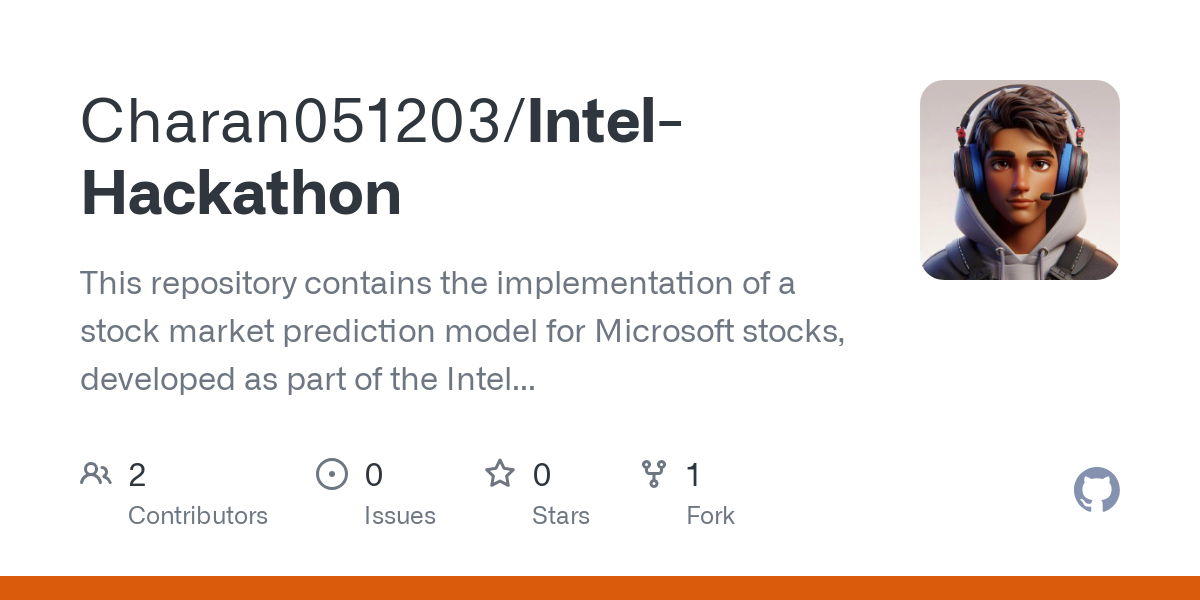 Charan051203/Intel-
Hackathon
This repository contains the implementation of a
stock market prediction model for Microsoft stocks,
developed as part of the Intel...
2
Contributors
0
Issues
0
Stars
1
Fork